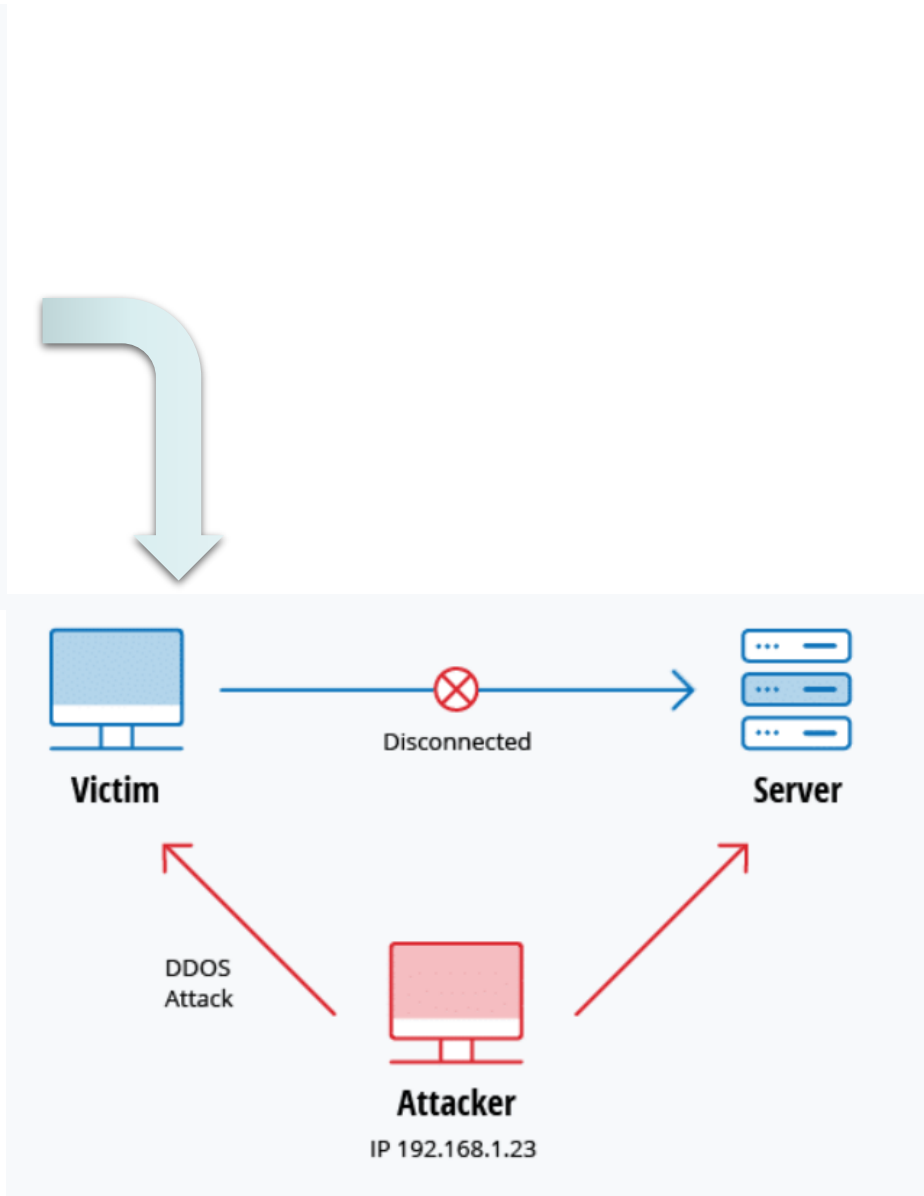 Disconnected
Victim
Server
DDOS
Attack
Attacker
IP 192.168.1.23